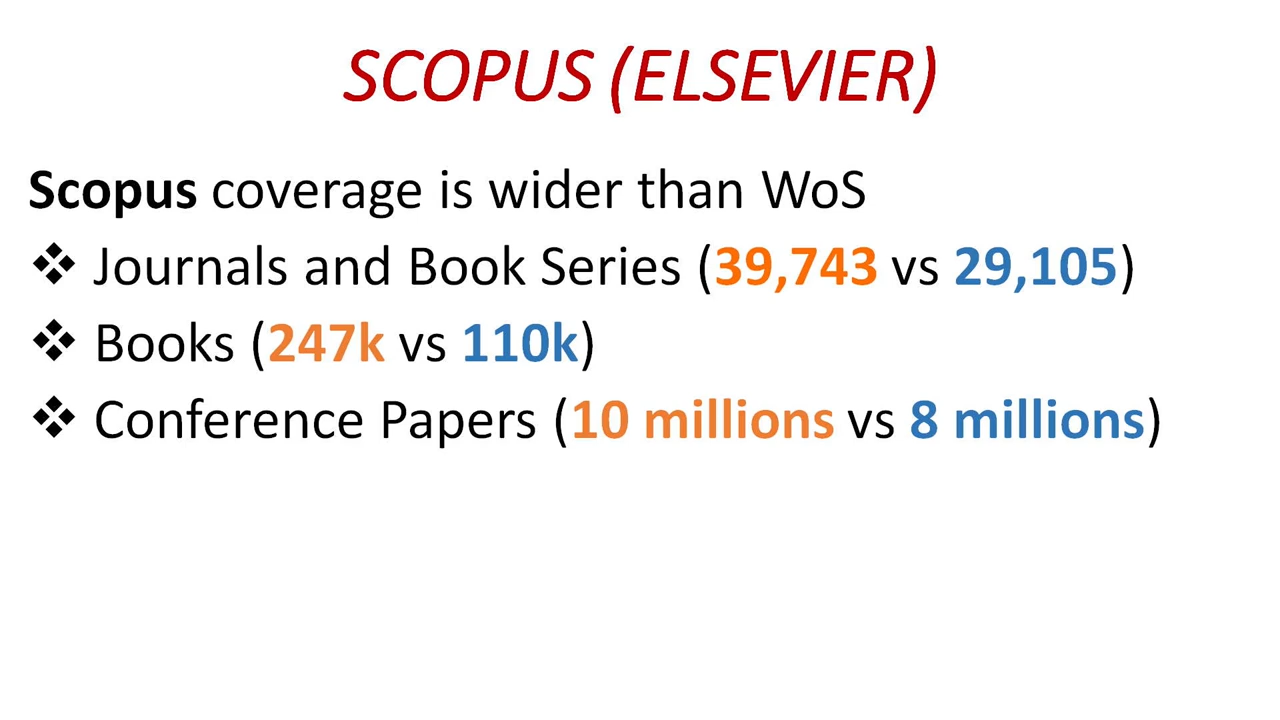 SCOPUS (ELSEVIER)
Scopus coverage is wider than WoS
❖ Journals and Book Series (39,743 vs 29,105)
❖ Books (247k vs 110k)
❖ Conference Papers (10 millions vs 8 millions)